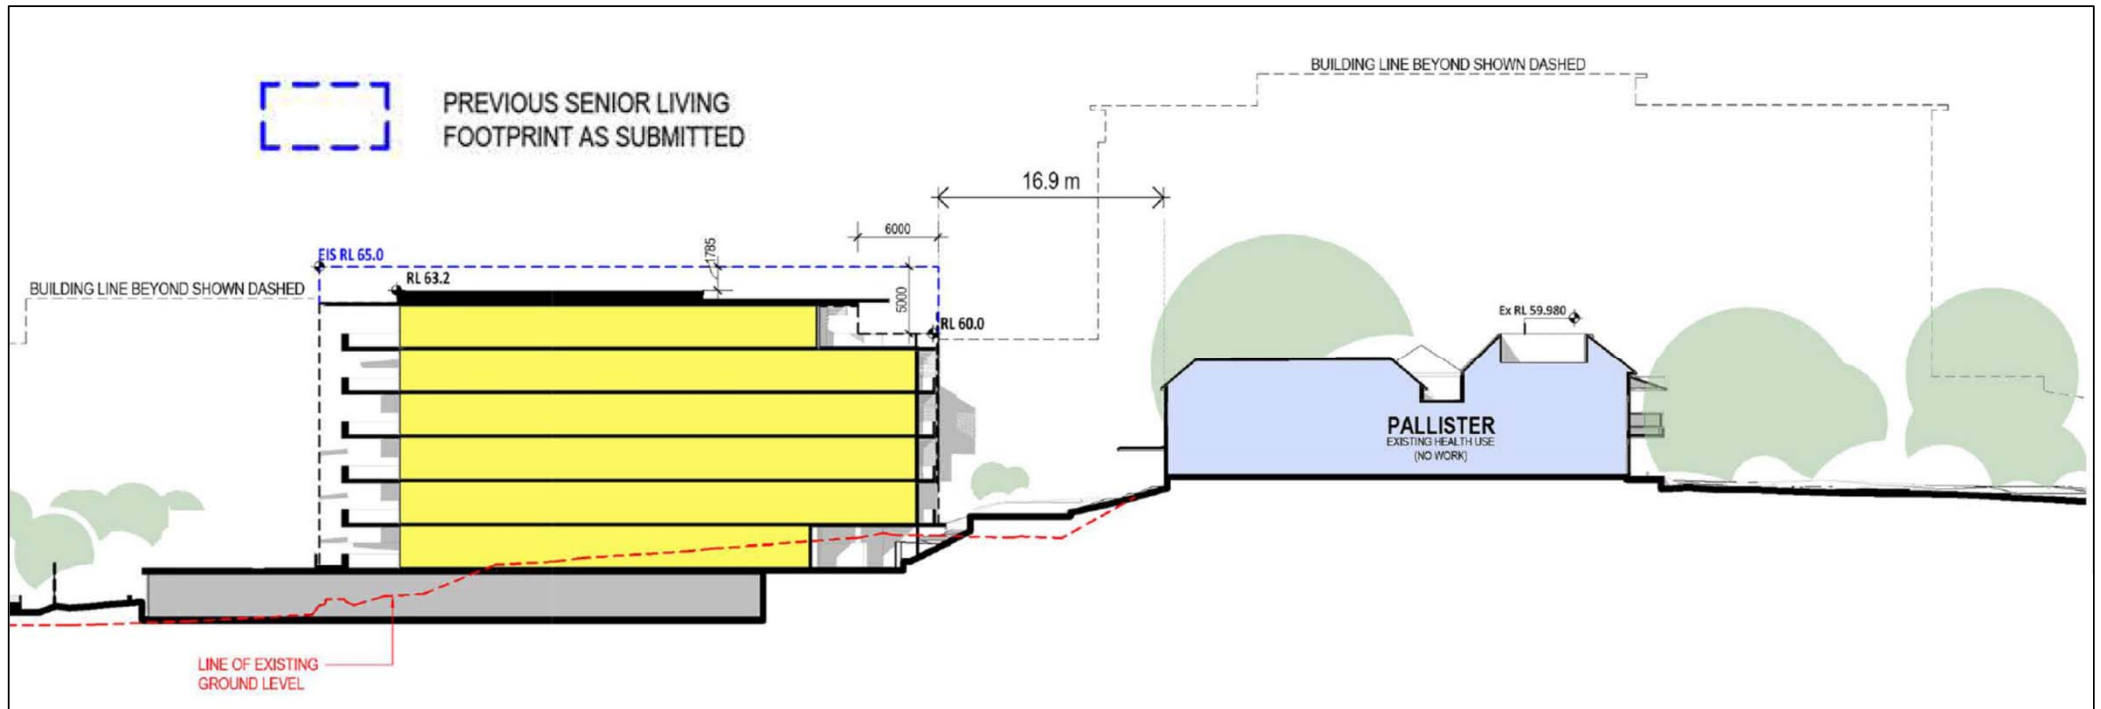 PREVIOUS SENIOR LIVING
FOOTPRINT AS SUBMITTED
BUILDING LINE BEYOND SHOWN DASHED
16.9 m
6000
1785
EIS RL 65.0
RL 63.2
BUILDING LINE BEYOND SHOWN DASHED
5000
RL 60.0
Ex RL 59.980
PALLISTER
EXISTING HEALTH USE
(NO WORK)
LINE OF EXISTING
GROUND LEVEL